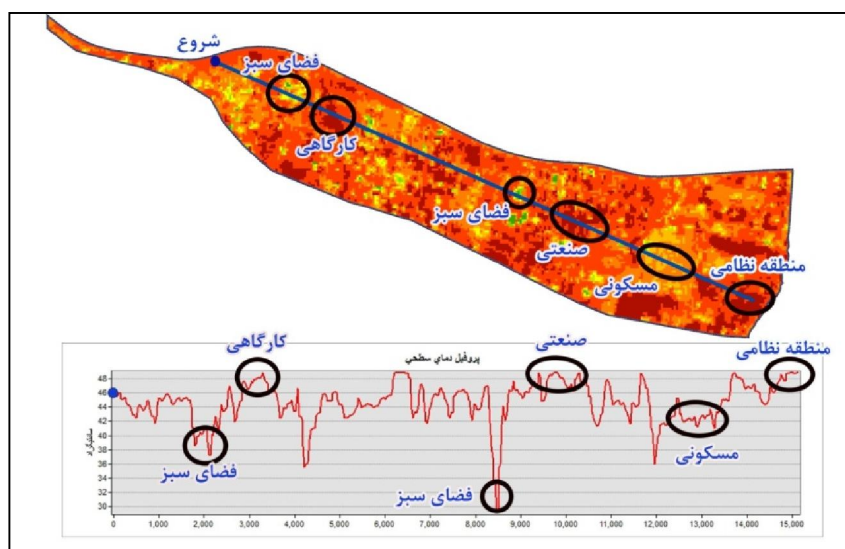 شروع
فضای سبز
کارگاهی
فضای سبز
صنعتی
مسکونی
منطقه نظامی
کارگاهی
صنعتی
منطقه نظامی
پروفیل دماي سطحي
سانتیگراد
48
46
44
42
40
38
36
34
32
30
فضای سبز
فضای سبز
مسکونی
0 1,000 2,000 3,000 4,000 5,000 6,000 7,000 8,000 9,000 10,000 11,000 12,000 13,000 14,000 15,000